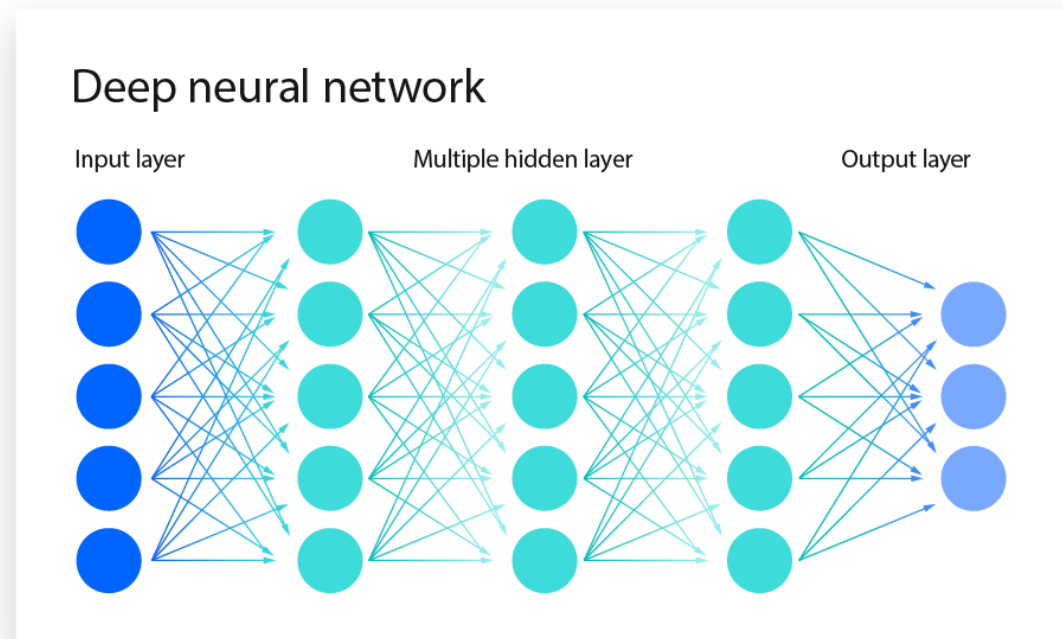 Deep neural network
Input layer
Multiple hidden layer
Output layer